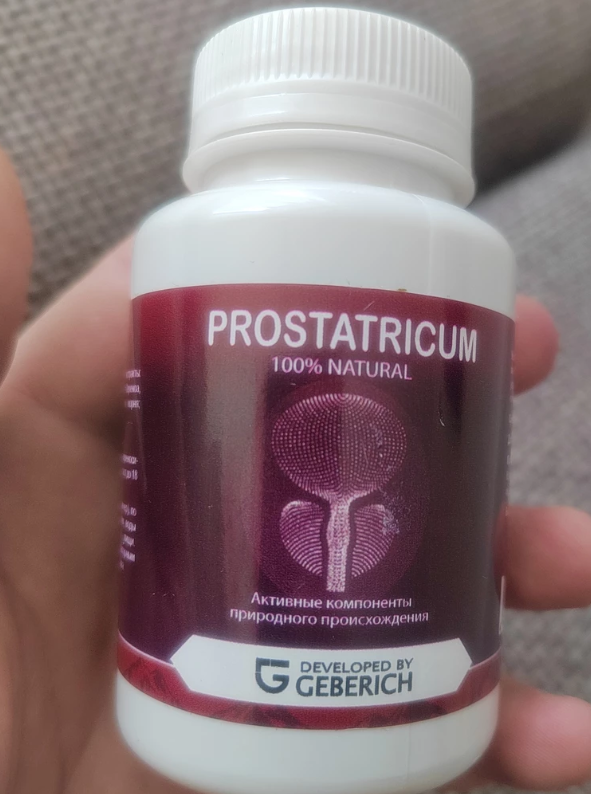 PROSTATRICUM
100% NATURAL
Активные компоненты
природного происхождения
DEVELOPED BY
GEBERICH